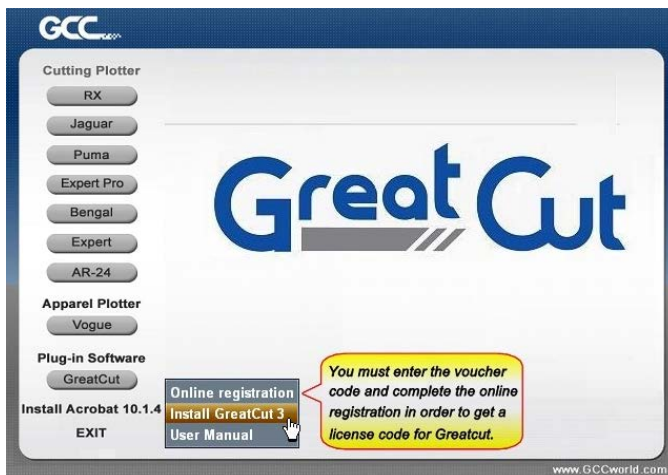 GCC
Cutting Plotter
RX
Jaguar
Puma
Expert Pro
Bengal
Expert
AR-24
Apparel Plotter
Vogue
Plug-in Software
GreatCut
Install Acrobat 10.1.4
EXIT
Great Cut
Online registration
Install GreatCut 3
User Manual
You must enter the voucher
code and complete the online
registration in order to get a
license code for Greatcut.
www.GCCworld.com